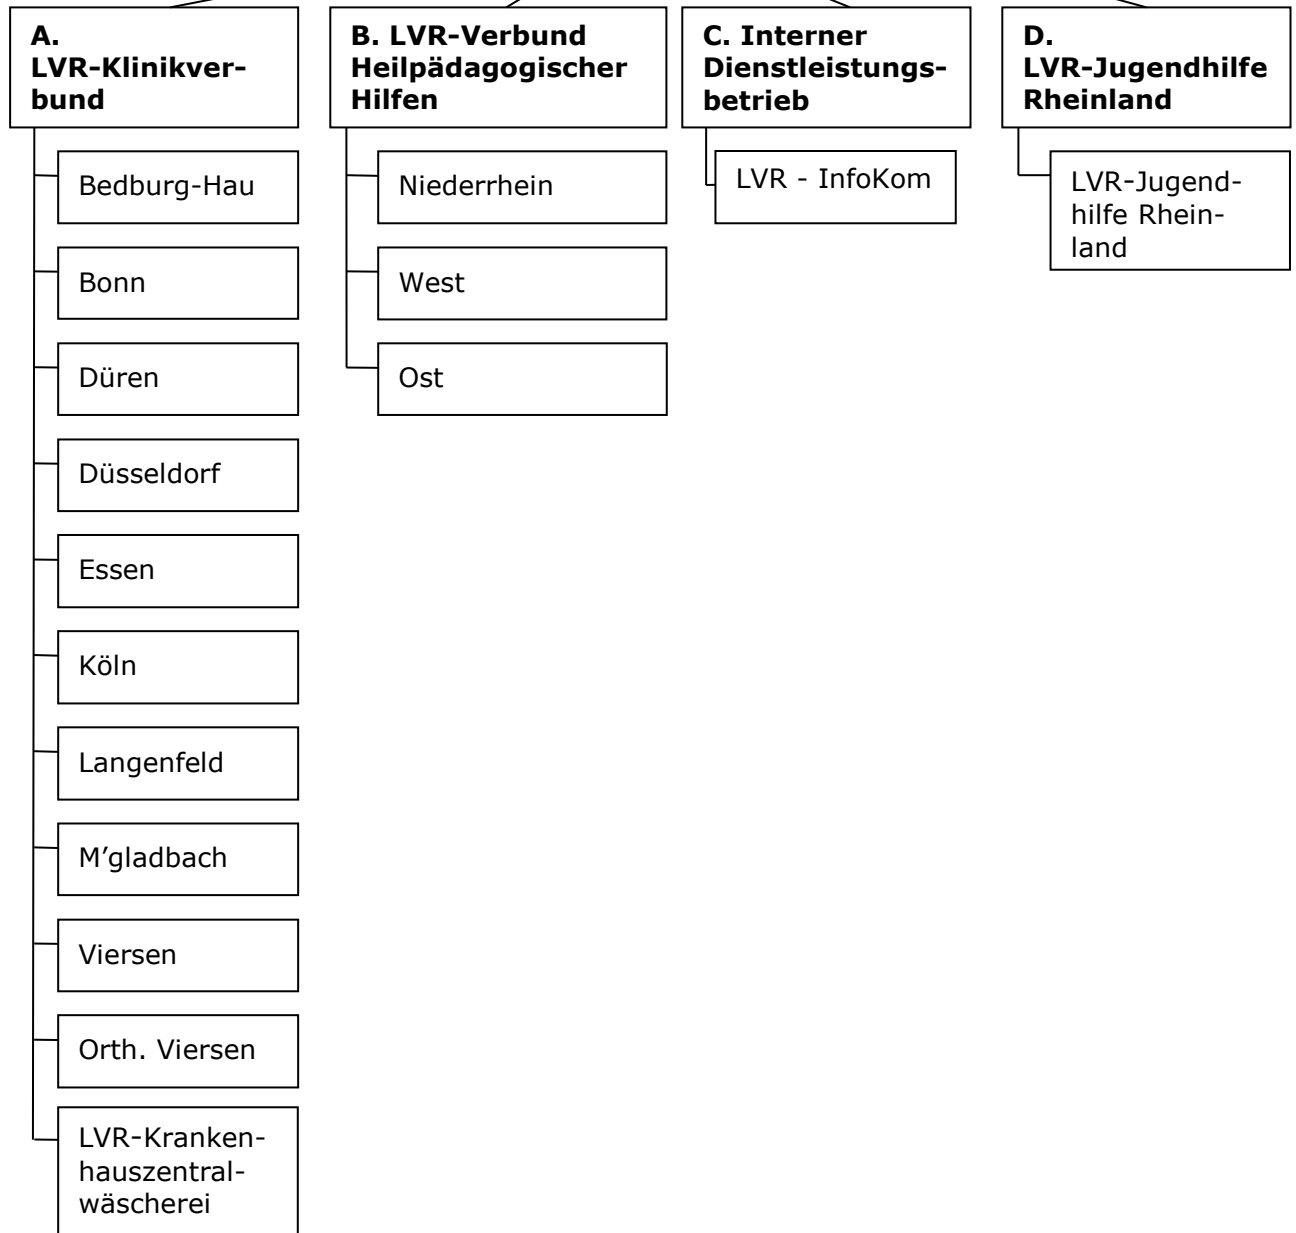 A.
LVR-Klinikver-
bund
Bedburg-Hau
Bonn
Düren
Düsseldorf
Essen
Köln
Langenfeld
M’gladbach
Viersen
Orth. Viersen
LVR-Kranken-
hauszentral-
wäscherei
B. LVR-Verbund
Heilpädagogischer
Hilfen
Niederrhein
West
Ost
C. Interner
Dienstleistungs-
betrieb
LVR - InfoKom
D.
LVR-Jugendhilfe
Rheinland
LVR-Jugend-
hilfe Rhein-
land